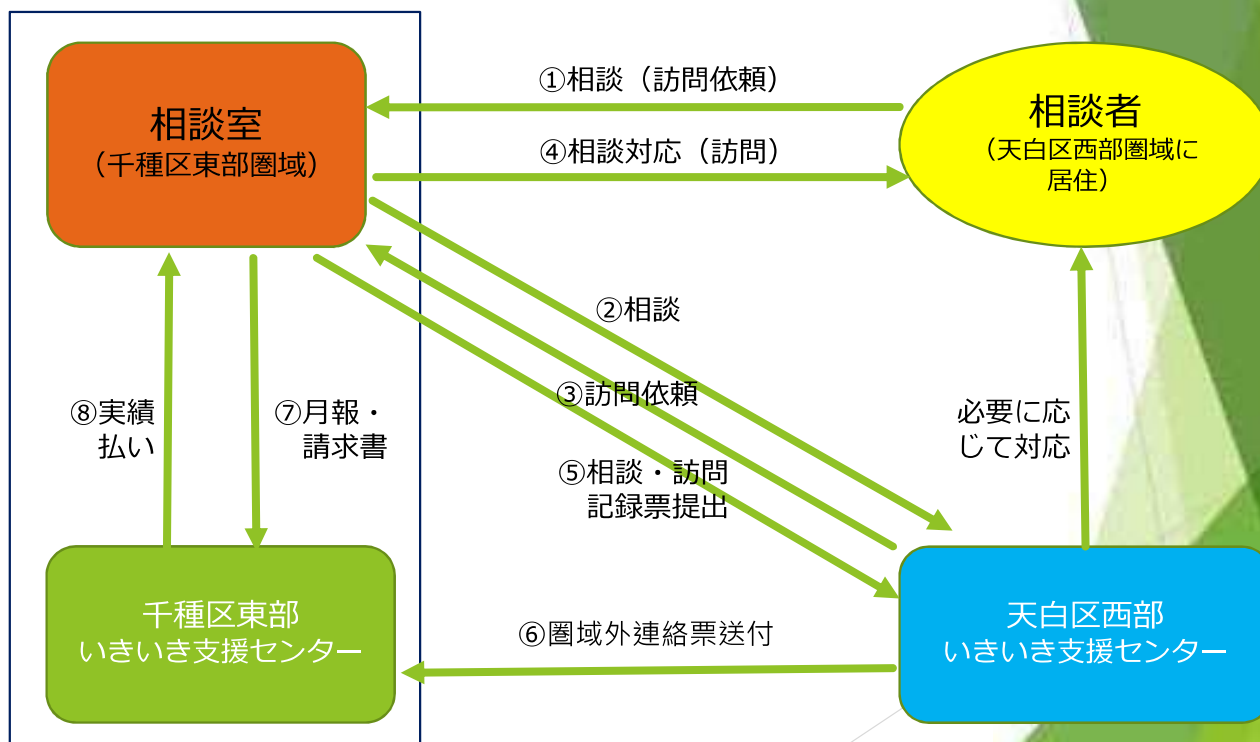 ①相談（訪問依頼）
相談室
（千種区東部圏域）
相談者
（天白区西部圏域に
居住）
④相談対応（訪問）
②相談
③訪問依頼
⑧実績
払い
⑦月報・
請求書
必要に応
じて対応
⑤相談・訪問
記録票提出
千種区東部
いきいき支援センター
⑥圏域外連絡票送付
天白区西部
いきいき支援センター